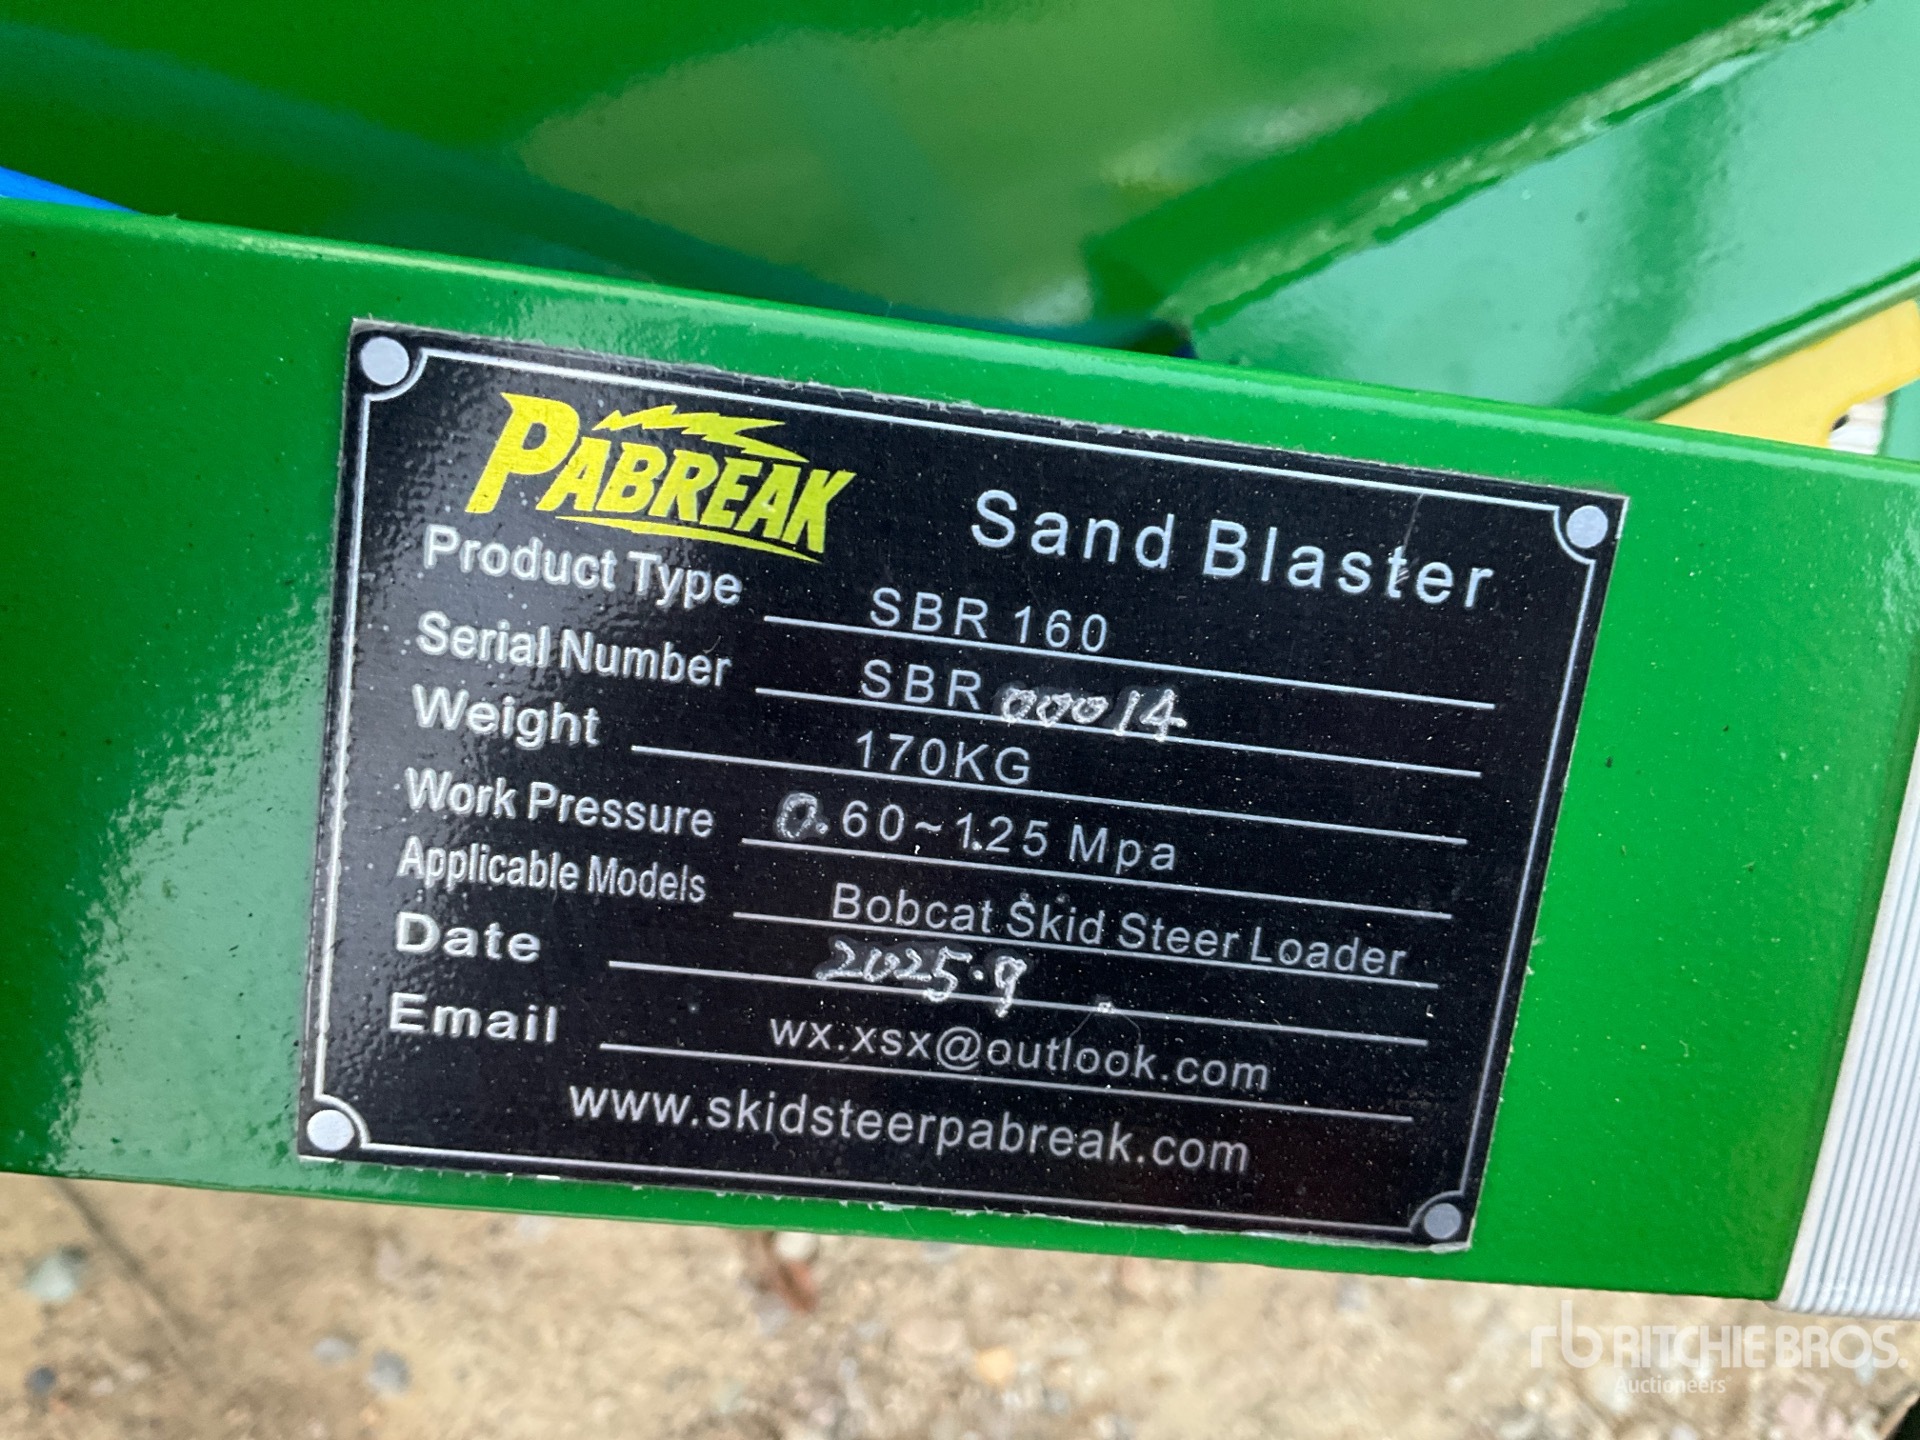 PABREAK Sand Blaster
Product Type SBR 160
Serial Number SBR 00014
Weight 170KG
Work Pressure 0.60~1.25 Mpa
Applicable Models Bobcat Skid Steer Loader
Date 2025.9
Email wx.xsx@outlook.com
www.skidsteerpabreak.com
rb RITCHIE BROS.
Auctioneers